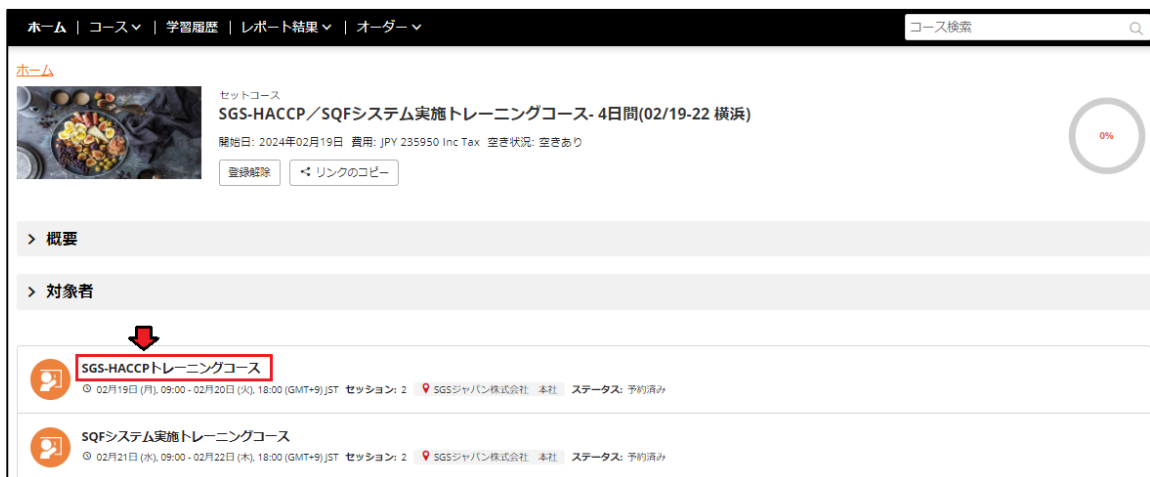 ホーム | コース | 学習履歴 | レポート結果 | オーダー コース検索
ホーム
セットコース
SGS-HACCP／SQFシステム実施トレーニングコース- 4日間(02/19-22 横浜)
開始日: 2024年02月19日 費用: JPY 235950 Inc Tax 空き状況: 空きあり
0%
登録解除 リンクのコピー
概要
対象者
SGS-HACCPトレーニングコース
02月19日 (月), 09:00 - 02月20日 (火), 18:00 (GMT+9) JST セッション: 2 SGSジャパン株式会社 本社 ステータス: 予約済み
SQFシステム実施トレーニングコース
02月21日 (水), 09:00 - 02月22日 (木), 18:00 (GMT+9) JST セッション: 2 SGSジャパン株式会社 本社 ステータス: 予約済み